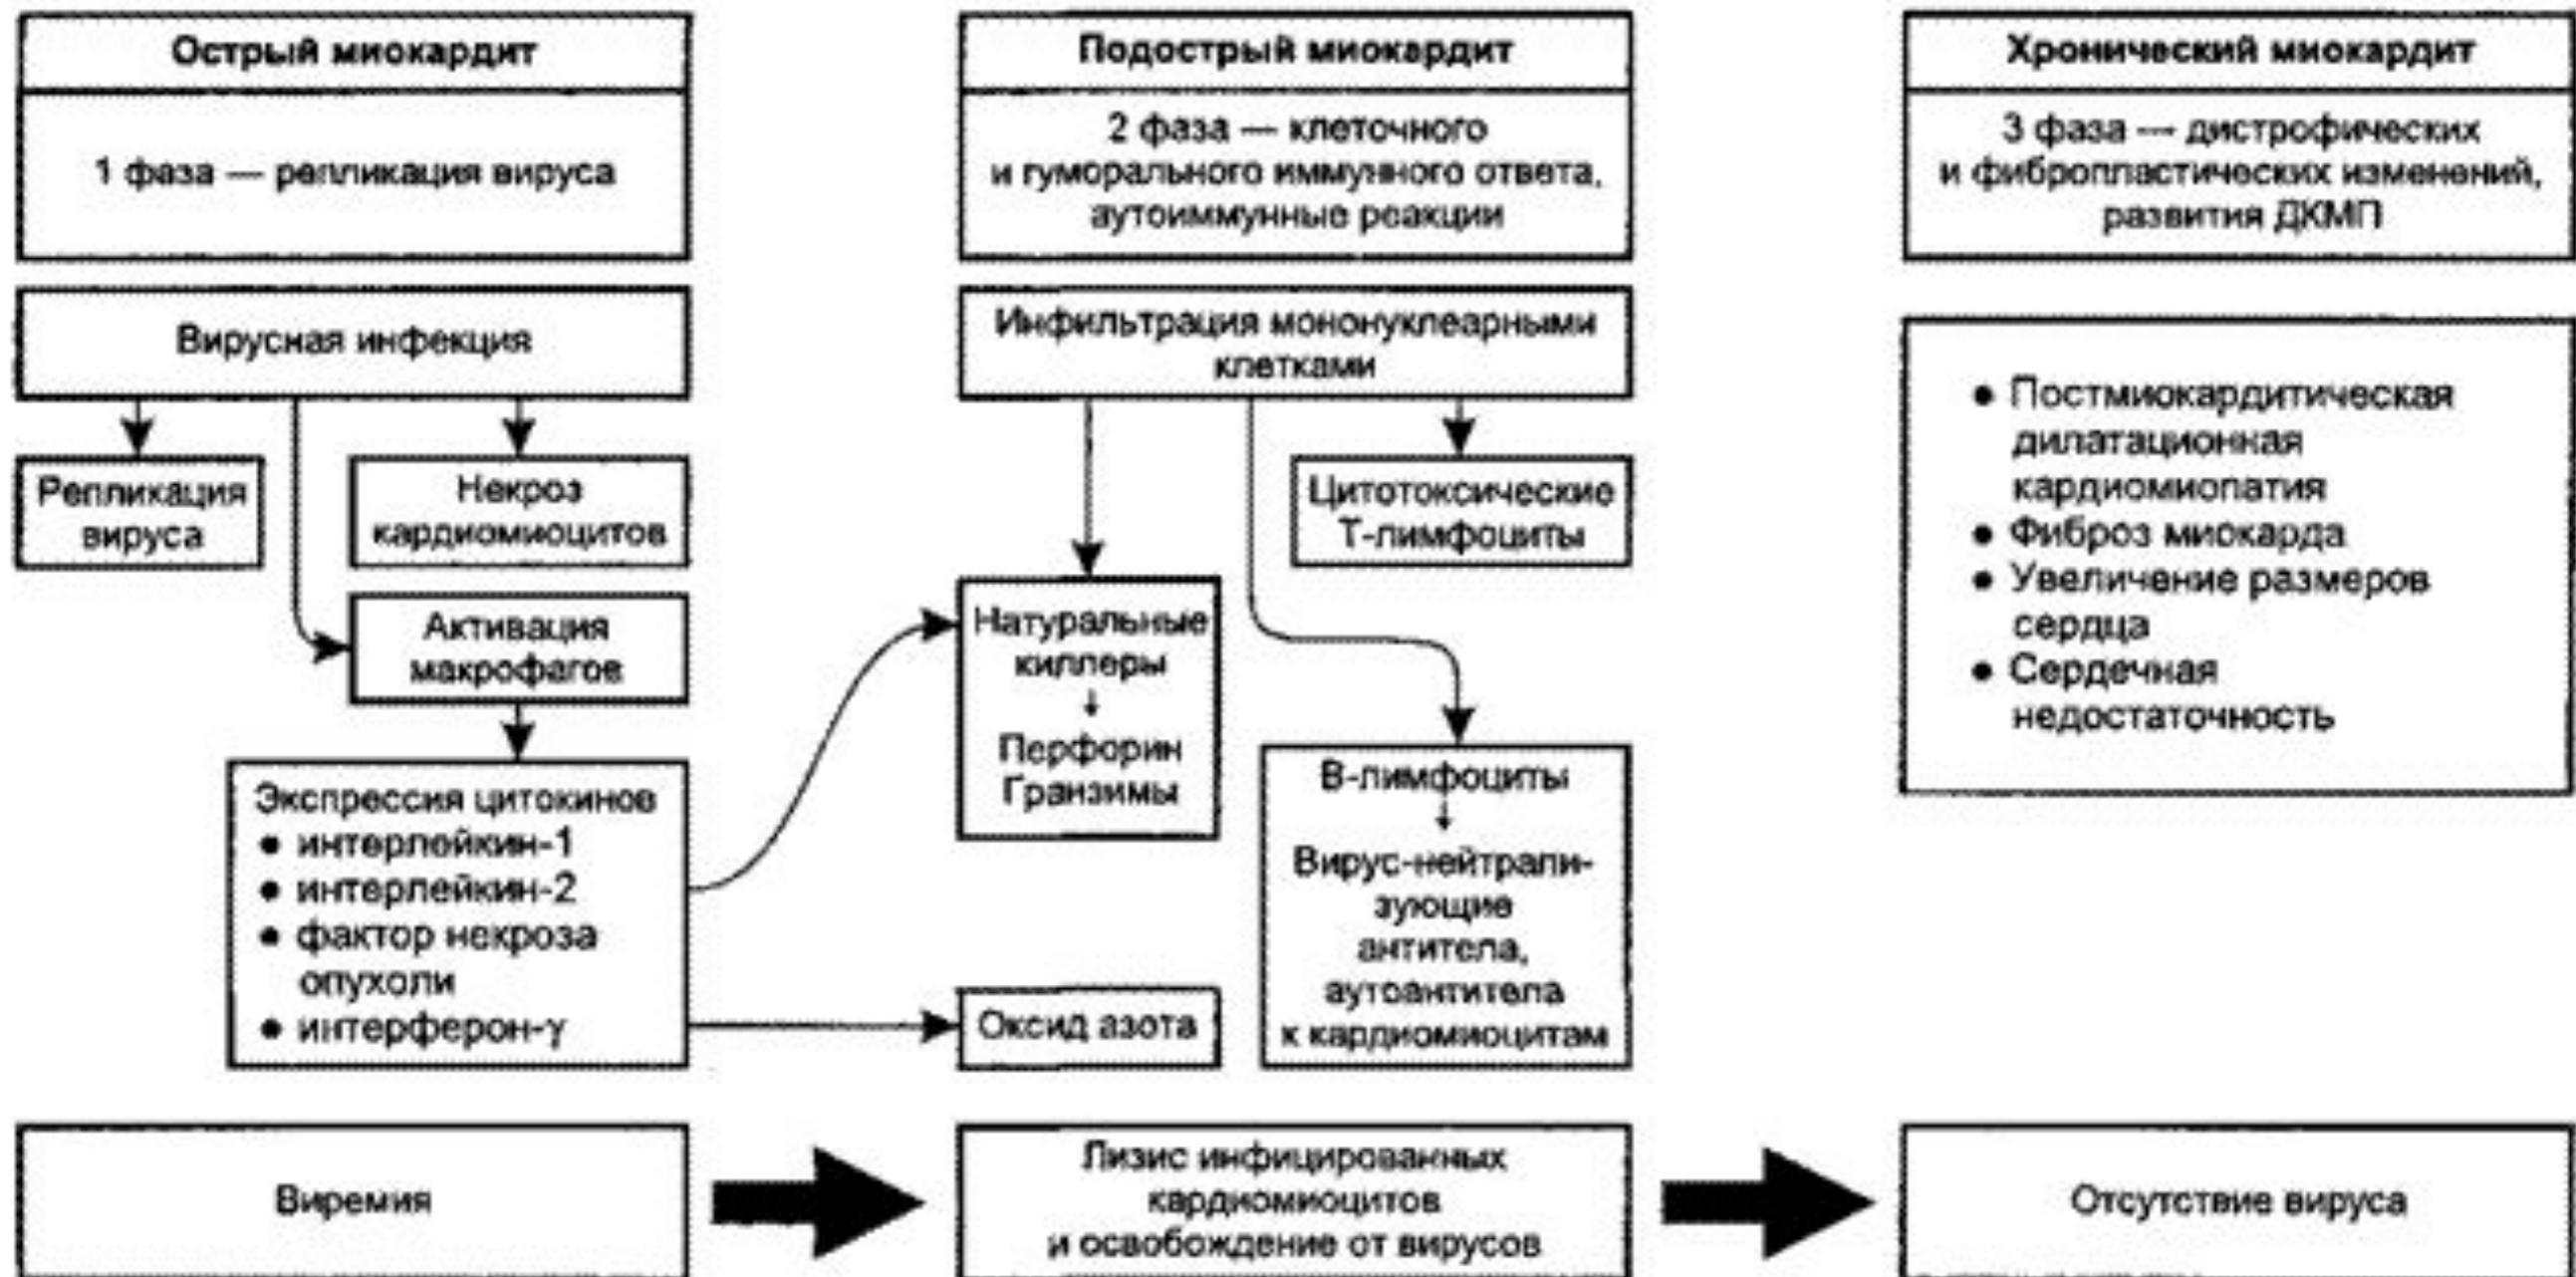 Острый миокардит
1 фаза — репликация вируса
Вирусная инфекция
Репликация
вируса
Некроз
кардиомиоцитов
Активация
макрофагов
Экспрессия цитокинов
● интерлейкин-1
● интерлейкин-2
● фактор некроза
опухоли
● интерферон-γ
Виремия
Подострый миокардит
2 фаза — клеточного
и гуморального иммунного ответа,
аутоиммунные реакции
Инфильтрация мононуклеарными
клетками
Цитотоксические
Т-лимфоциты
Натуральные
киллеры
↓
Перфорин
Гранзимы
В-лимфоциты
↓
Вирус-нейтрали-
зующие
антитела,
аутоантитела
к кардиомиоцитам
Оксид азота
Лизис инфицированных
кардиомиоцитов
и освобождение от вирусов
Хронический миокардит
3 фаза — дистрофических
и фибропластических изменений,
развития ДКМП
● Постмиокардитическая
дилатационная
кардиомиопатия
● Фиброз миокарда
● Увеличение размеров
сердца
● Сердечная
недостаточность
Отсутствие вируса